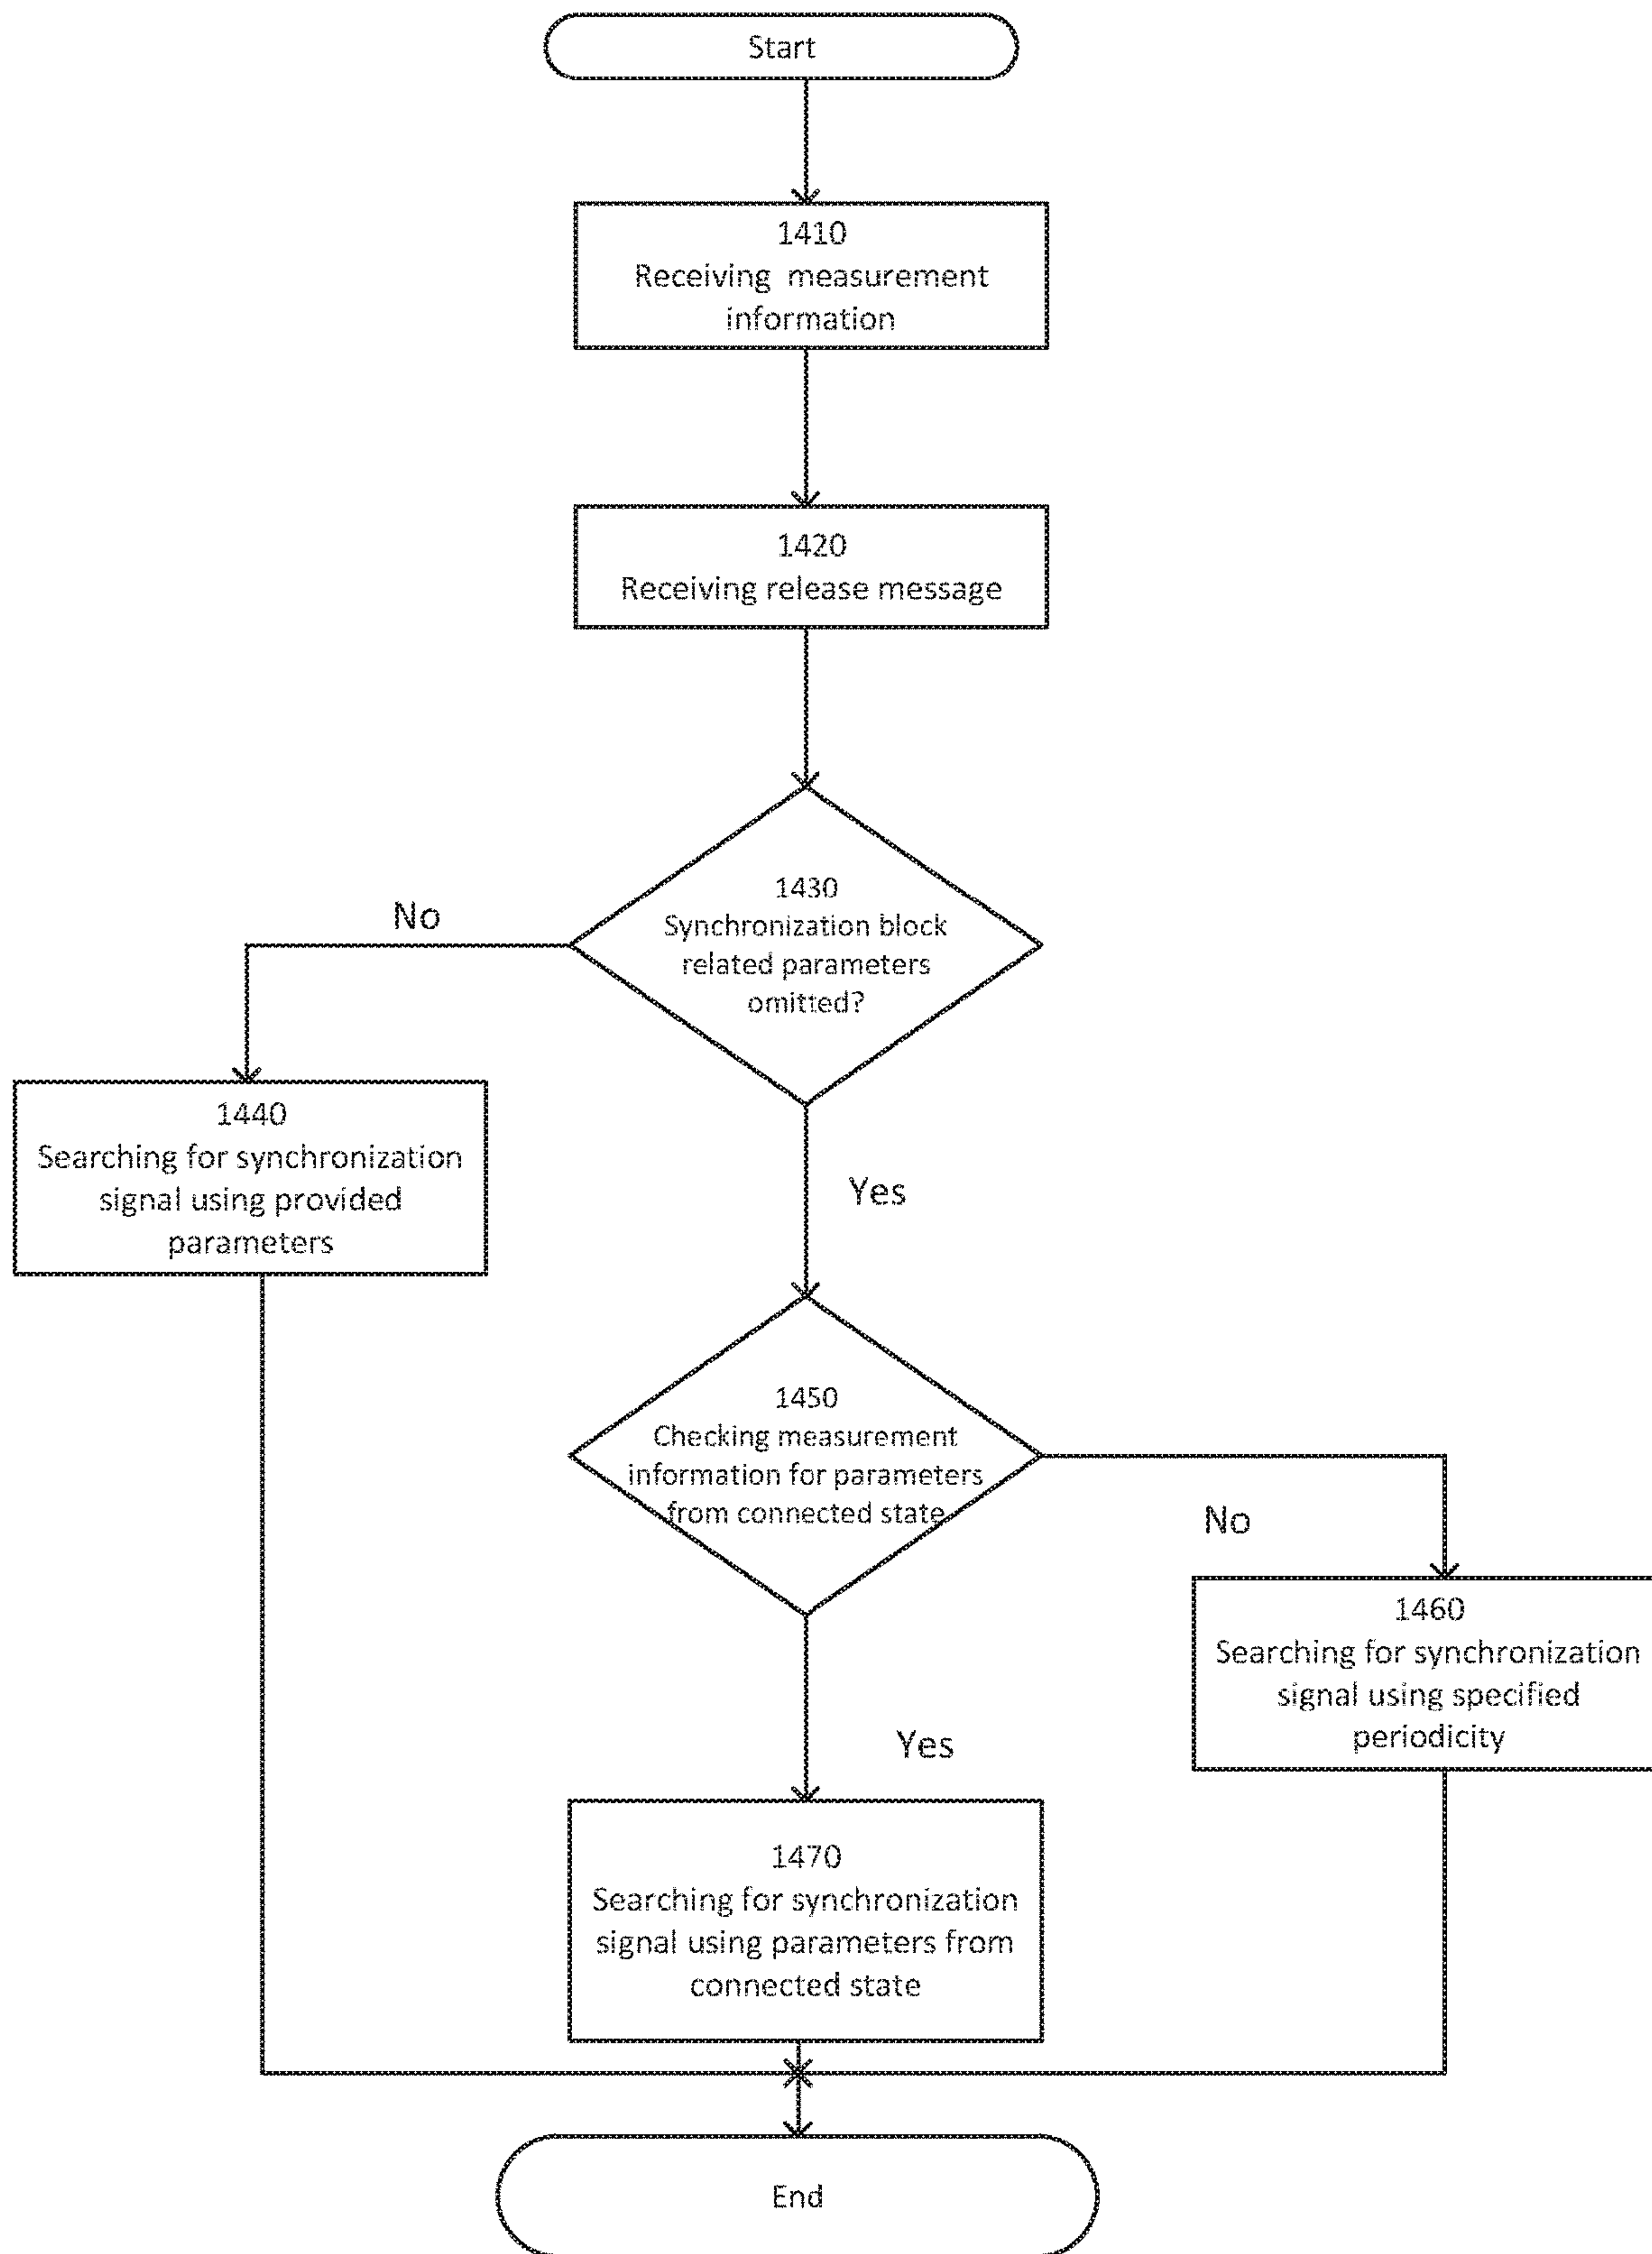 Start
1410
Receiving measurement
information
1420
Receiving release message
1430
Synchronization block
related parameters
omitted?
No
1440
Searching for synchronization
signal using provided
parameters
Yes
1450
Checking measurement
information for parameters
from connected state
No
1460
Searching for synchronization
signal using specified
periodicity
Yes
1470
Searching for synchronization
signal using parameters from
connected state
End